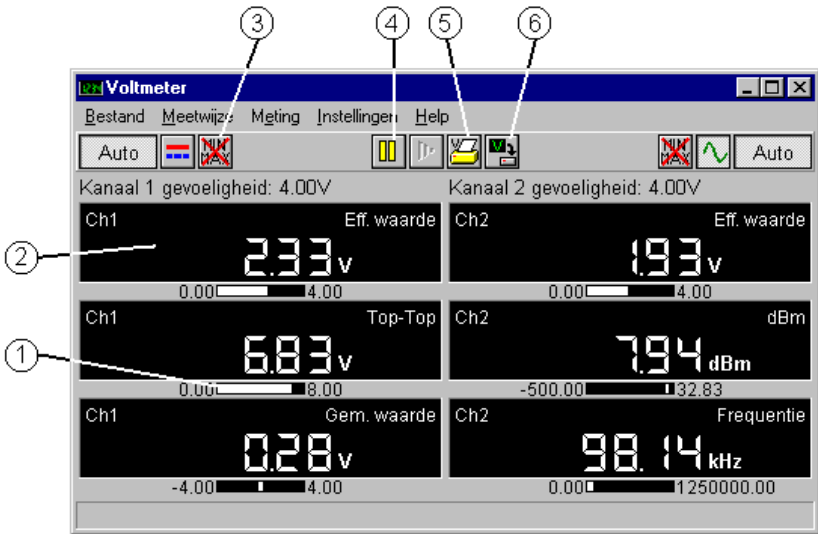 3 4 5 6
Voltmeter
Bestand Meetwijze Meting Instellingen Help
Auto MIN MAX MIN MAX Auto
Kanaal 1 gevoeligheid: 4.00V Kanaal 2 gevoeligheid: 4.00V
2
Ch1 Eff. waarde Ch2 Eff. waarde
2.33 V 1.93 V
0.00 4.00 0.00 4.00
1
Ch1 Top-Top Ch2 dBm
6.83 V 7.94 dBm
0.00 8.00 -500.00 32.83
Ch1 Gem. waarde Ch2 Frequentie
0.28 V 98.14 kHz
-4.00 4.00 0.00 1250000.00